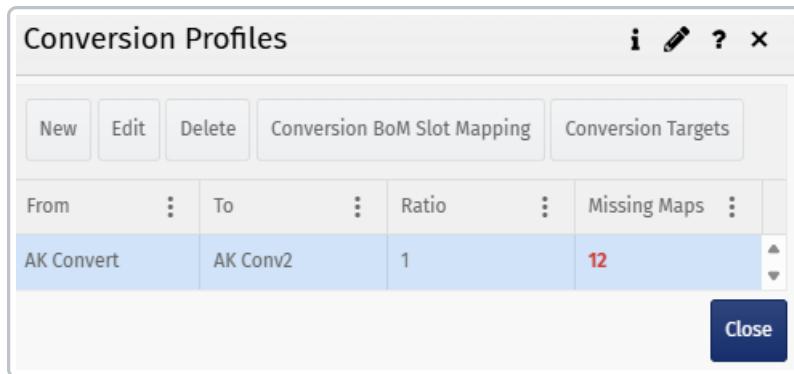 Conversion Profiles
New Edit Delete Conversion BoM Slot Mapping Conversion Targets
From To Ratio Missing Maps
AK Convert AK Conv2 1 12
Close